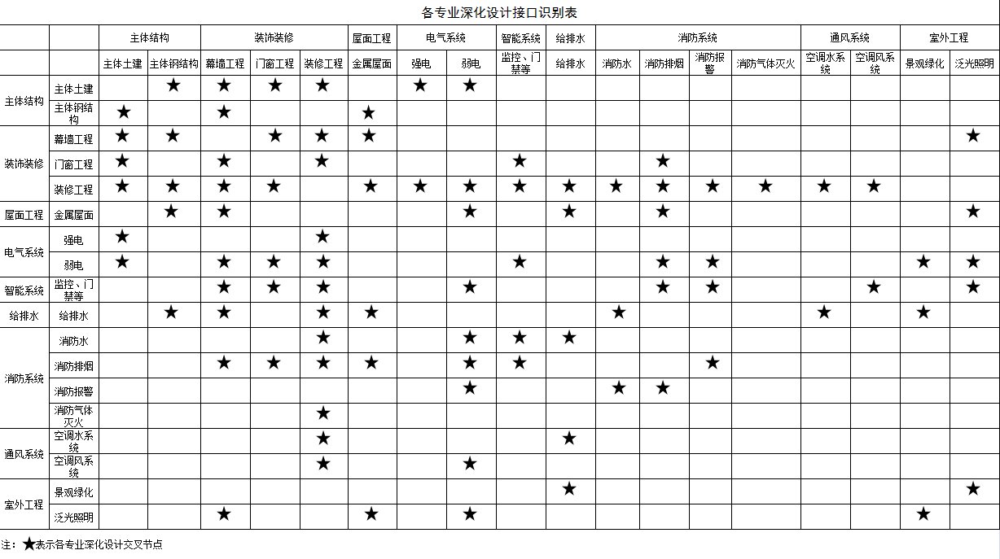 各专业深化设计接口识别表
主体结构 装饰装修 屋面工程 电气系统 智能系统 给排水 消防系统 通风系统 室外工程
主体土建 主体钢结构 幕墙工程 门窗工程 装修工程 金属屋面 强电 弱电 监控、门禁等 给排水 消防水 消防排烟 消防报警 消防气体灭火 空调水系统 空调风系统 景观绿化 泛光照明
主体结构 主体土建 ★ ★ ★ ★ ★ ★
主体钢结构 ★ ★ ★
装饰装修 幕墙工程 ★ ★ ★ ★ ★ ★
门窗工程 ★ ★ ★ ★ ★
装修工程 ★ ★ ★ ★ ★ ★ ★ ★ ★ ★ ★ ★ ★ ★ ★
屋面工程 金属屋面 ★ ★ ★ ★ ★ ★
电气系统 强电 ★ ★
弱电 ★ ★ ★ ★ ★ ★ ★ ★ ★
智能系统 监控、门禁等 ★ ★ ★ ★ ★ ★ ★ ★
给排水 给排水 ★ ★ ★ ★ ★ ★ ★
消防系统 消防水 ★ ★ ★ ★
消防排烟 ★ ★ ★ ★ ★ ★ ★
消防报警 ★ ★ ★
消防气体灭火 ★
通风系统 空调水系统 ★ ★
空调风系统 ★ ★
室外工程 景观绿化 ★ ★
泛光照明 ★ ★ ★ ★
注：★表示各专业深化设计交叉节点